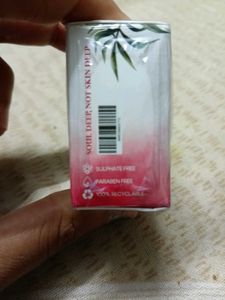 SOUL DEEP, NOT SKIN DEEP
SULPHATE FREE
PARABEN FREE
100% RECYCLABLE